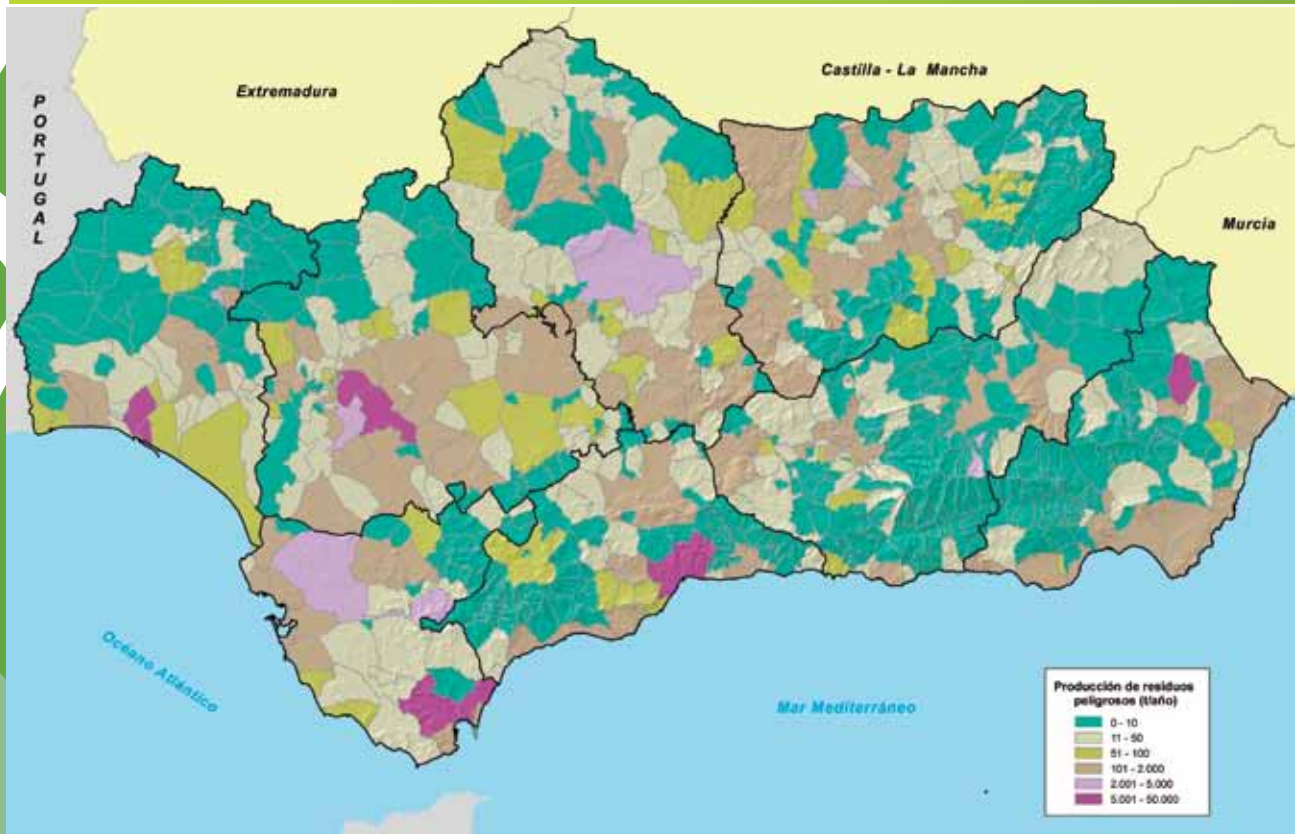 Extremadura
Castilla - La Mancha
PORTUGAL
Murcia
Océano Atlántico
Mar Mediterráneo
Producción de residuos
peligrosos (t/año)
0 - 10
11 - 50
51 - 100
101 - 2.000
2.001 - 5.000
5.001 - 50.000